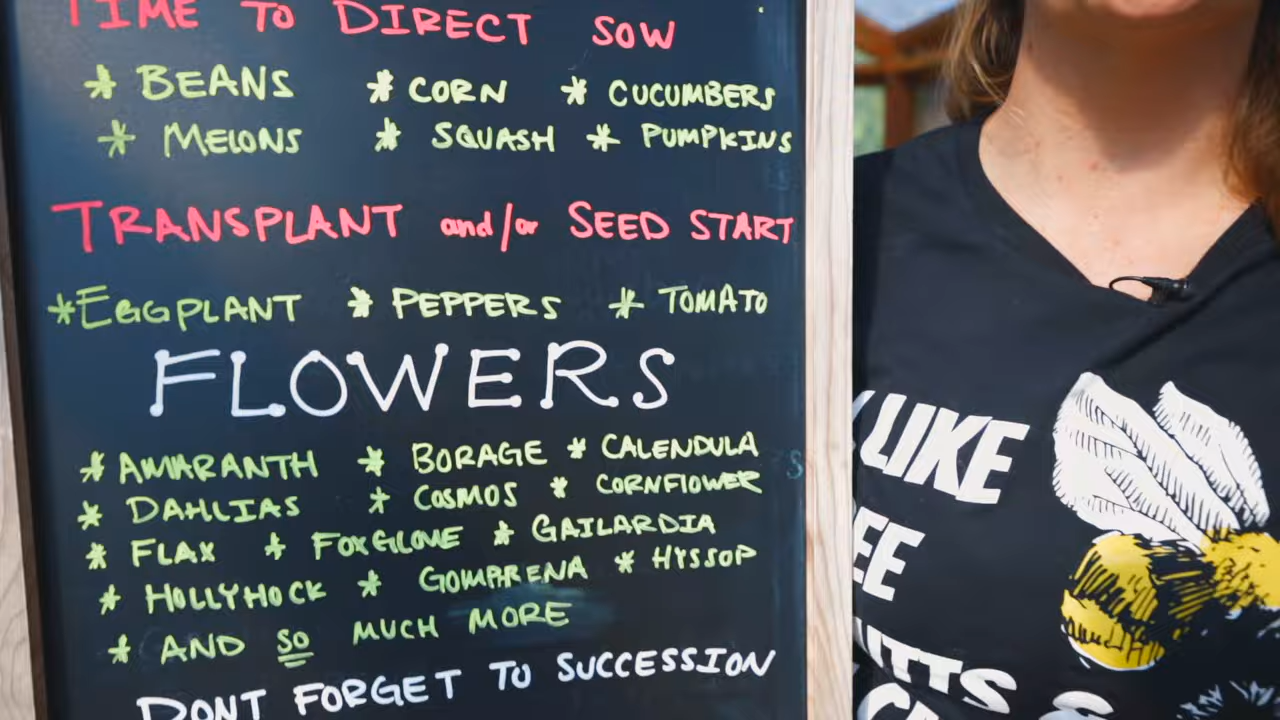 TIME TO DIRECT SOW
* BEANS * CORN * CUCUMBERS
* MELONS * SQUASH * PUMPKINS
TRANSPLANT and/or SEED START
* EGGPLANT * PEPPERS * TOMATO
FLOWERS
* AMARANTH * BORAGE * CALENDULA
* DAHLIAS * COSMOS * CORNFLOWER
* FLAX * FOXGLOVE * GAILARDIA
* HOLLYHOCK * GOMPRENA * HYSSOP
* AND SO MUCH MORE
DONT FORGET TO SUCCESSION
I LIKE